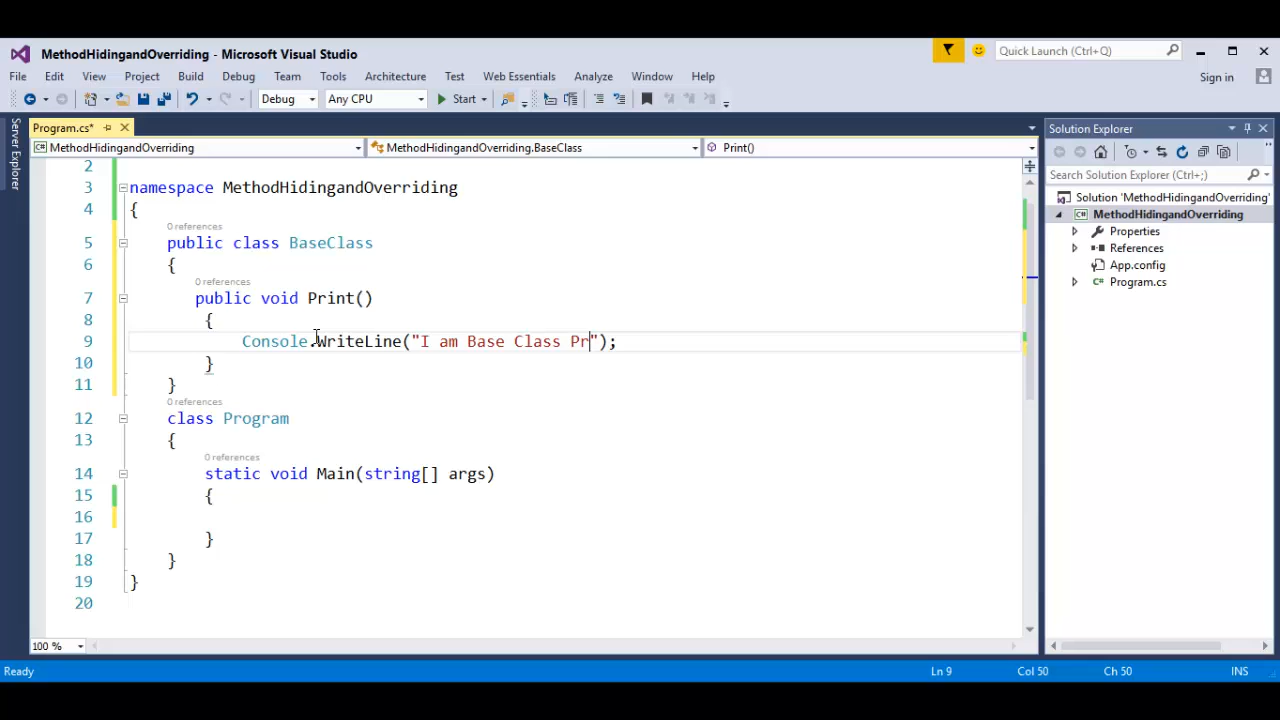 MethodHidingandOverriding - Microsoft Visual Studio
Quick Launch (Ctrl+Q)
File Edit View Project Build Debug Team Tools Architecture Test Web Essentials Analyze Window Help
Sign in
Debug Any CPU Start
Server Explorer
Program.cs*
Solution Explorer
MethodHidingandOverriding MethodHidingandOverriding.BaseClass Print()
Search Solution Explorer (Ctrl+;)
Solution 'MethodHidingandOverriding'
MethodHidingandOverriding
Properties
References
App.config
C# Program.cs
2
3 namespace MethodHidingandOverriding
4 {
0 references
5 public class BaseClass
6 {
0 references
7 public void Print()
8 {
9 Console.WriteLine("I am Base Class Pr");
10 }
11 }
0 references
12 class Program
13 {
0 references
14 static void Main(string[] args)
15 {
16
17 }
18 }
19 }
20
100 %
Ready Ln 9 Col 50 Ch 50 INS